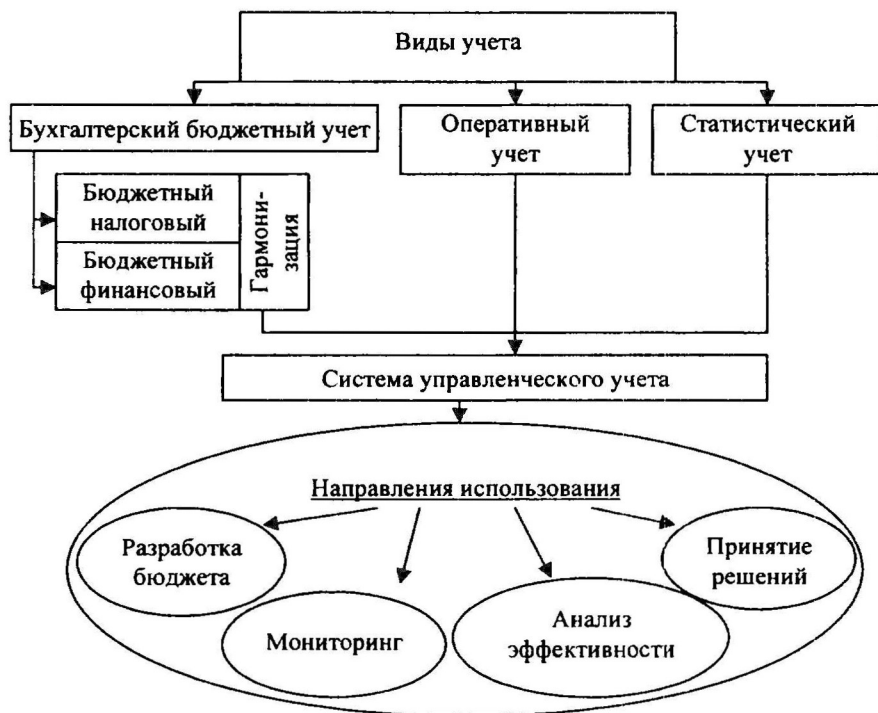 Виды учета
Бухгалтерский бюджетный учет
Оперативный
учет
Статистический
учет
Бюджетный
налоговый
Бюджетный
финансовый
Гармони-
зация
Система управленческого учета
Направления использования
Разработка
бюджета
Мониторинг
Анализ
эффективности
Принятие
решений